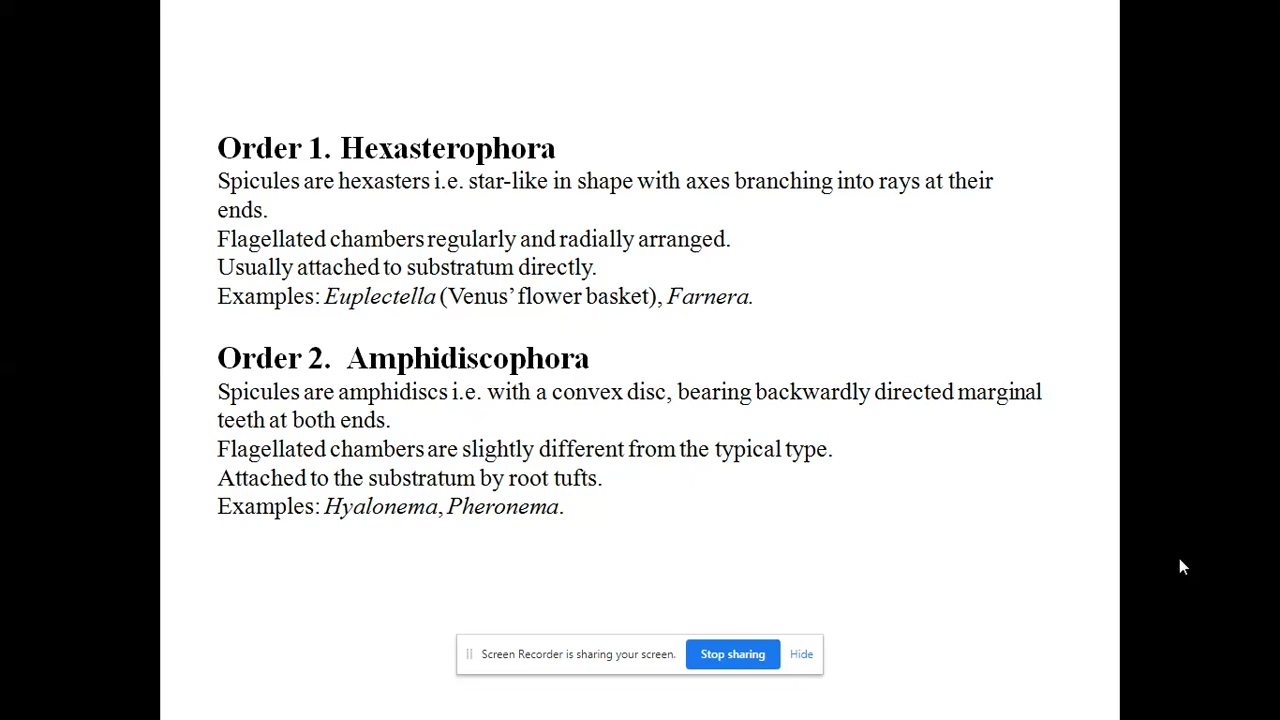 Order 1. Hexasterophora
Spicules are hexasters i.e. star-like in shape with axes branching into rays at their
ends.
Flagellated chambers regularly and radially arranged.
Usually attached to substratum directly.
Examples: Euplectella (Venus’ flower basket), Farnera.
Order 2. Amphidiscophora
Spicules are amphidiscs i.e. with a convex disc, bearing backwardly directed marginal
teeth at both ends.
Flagellated chambers are slightly different from the typical type.
Attached to the substratum by root tufts.
Examples: Hyalonema, Pheronema.
Screen Recorder is sharing your screen. Stop sharing Hide